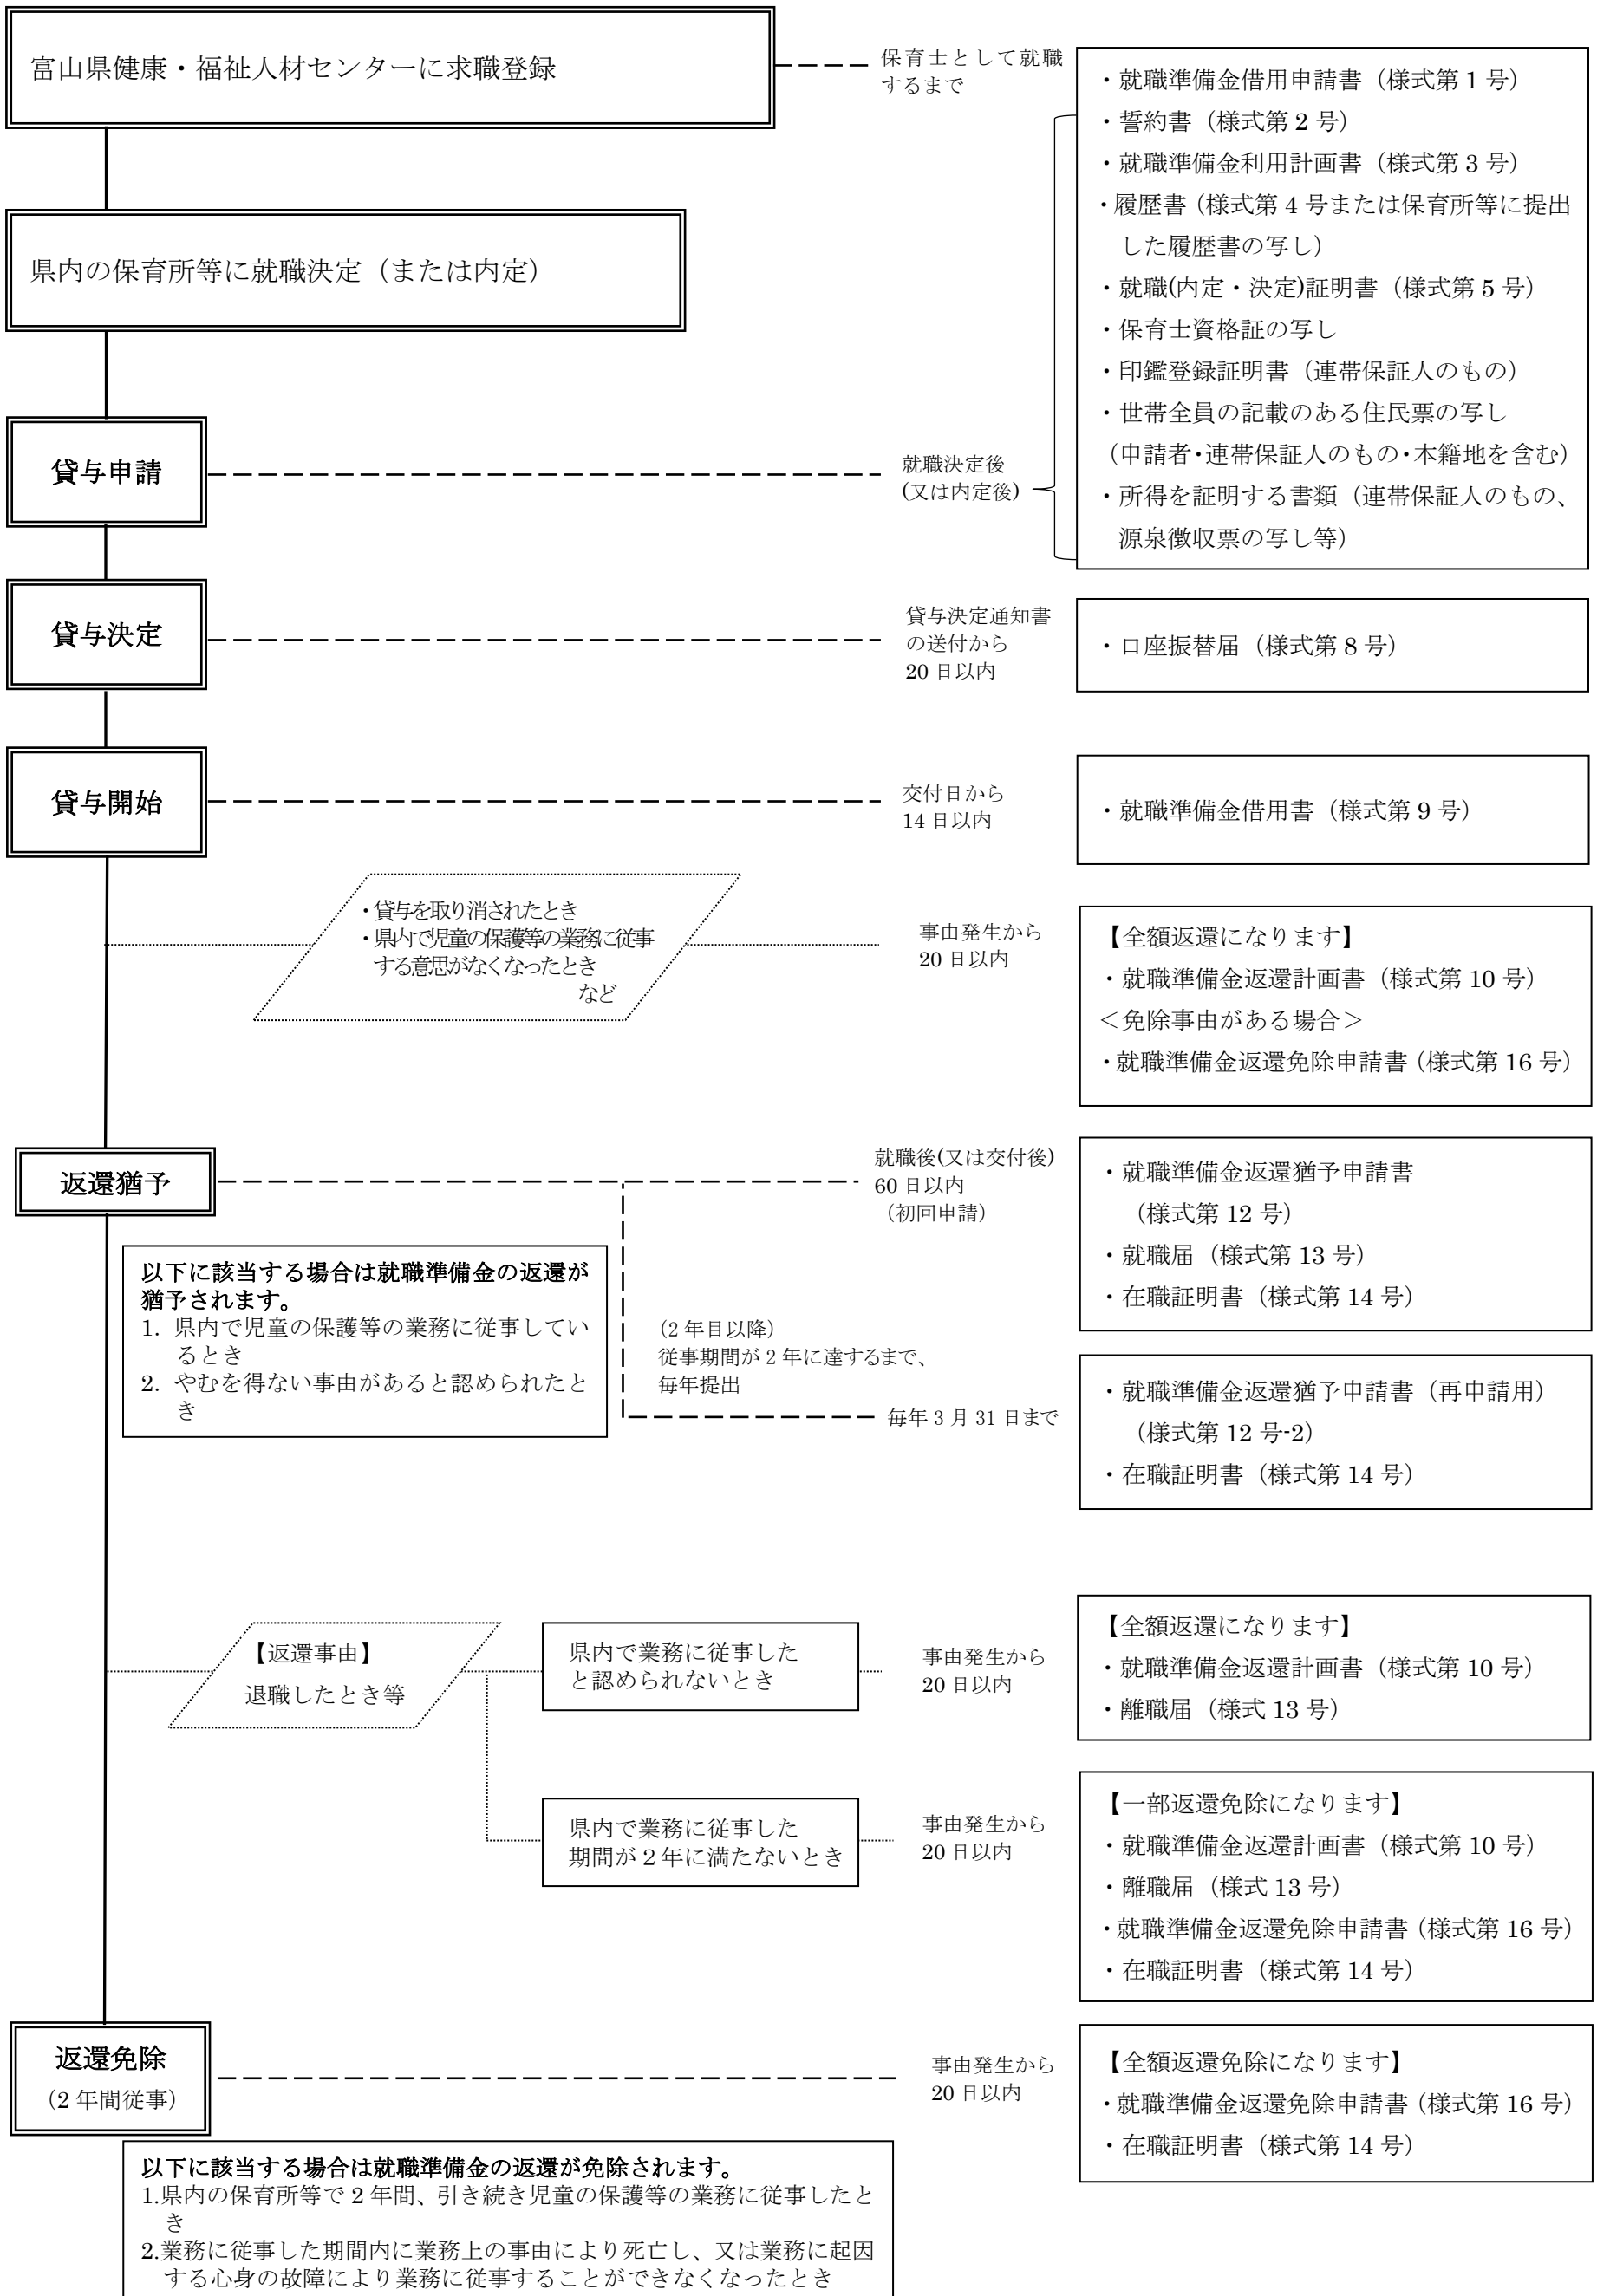 富山県健康・福祉人材センターに求職登録
保育士として就職
するまで
県内の保育所等に就職決定（または内定）
貸与申請
就職決定後
(又は内定後)
・就職準備金借用申請書（様式第 1 号）
・誓約書（様式第 2 号）
・就職準備金利用計画書（様式第 3 号）
・履歴書（様式第 4 号または保育所等に提出
した履歴書の写し）
・就職(内定・決定)証明書（様式第 5 号）
・保育士資格証の写し
・印鑑登録証明書（連帯保証人のもの）
・世帯全員の記載のある住民票の写し
（申請者・連帯保証人のもの・本籍地を含む）
・所得を証明する書類（連帯保証人のもの、
源泉徴収票の写し等）
貸与決定
貸与決定通知書
の送付から
20 日以内
・口座振替届（様式第 8 号）
貸与開始
交付日から
14 日以内
・就職準備金借用書（様式第 9 号）
・貸与を取り消されたとき
・県内で児童の保護等の業務に従事
する意思がなくなったとき
など
事由発生から
20 日以内
【全額返還になります】
・就職準備金返還計画書（様式第 10 号）
＜免除事由がある場合＞
・就職準備金返還免除申請書（様式第 16 号）
返還猶予
就職後(又は交付後)
60 日以内
（初回申請）
・就職準備金返還猶予申請書
（様式第 12 号）
・就職届（様式第 13 号）
・在職証明書（様式第 14 号）
以下に該当する場合は就職準備金の返還が
猶予されます。
1. 県内で児童の保護等の業務に従事してい
るとき
2. やむを得ない事由があると認められたと
き
（2 年目以降）
従事期間が 2 年に達するまで、
毎年提出
毎年 3 月 31 日まで
・就職準備金返還猶予申請書（再申請用）
（様式第 12 号-2）
・在職証明書（様式第 14 号）
【返還事由】
退職したとき等
県内で業務に従事した
と認められないとき
事由発生から
20 日以内
【全額返還になります】
・就職準備金返還計画書（様式第 10 号）
・離職届（様式 13 号）
県内で業務に従事した
期間が２年に満たないとき
事由発生から
20 日以内
【一部返還免除になります】
・就職準備金返還計画書（様式第 10 号）
・離職届（様式 13 号）
・就職準備金返還免除申請書（様式第 16 号）
・在職証明書（様式第 14 号）
返還免除
（2 年間従事）
事由発生から
20 日以内
【全額返還免除になります】
・就職準備金返還免除申請書（様式第 16 号）
・在職証明書（様式第 14 号）
以下に該当する場合は就職準備金の返還が免除されます。
1.県内の保育所等で 2 年間、引き続き児童の保護等の業務に従事したと
き
2.業務に従事した期間内に業務上の事由により死亡し、又は業務に起因
する心身の故障により業務に従事することができなくなったとき